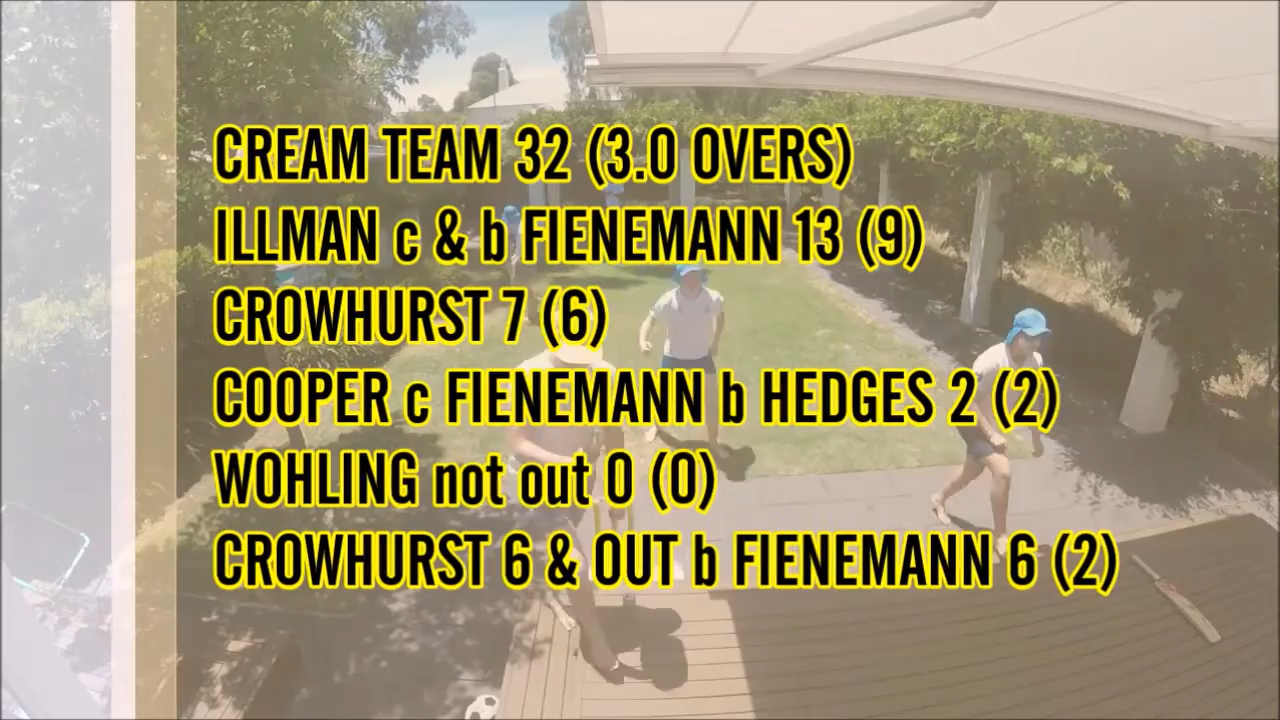 CREAM TEAM 32 (3.0 OVERS)
ILLMAN c & b FIENEMANN 13 (9)
CROWHURST 7 (6)
COOPER c FIENEMANN b HEDGES 2 (2)
WOHLING not out 0 (0)
CROWHURST 6 & OUT b FIENEMANN 6 (2)